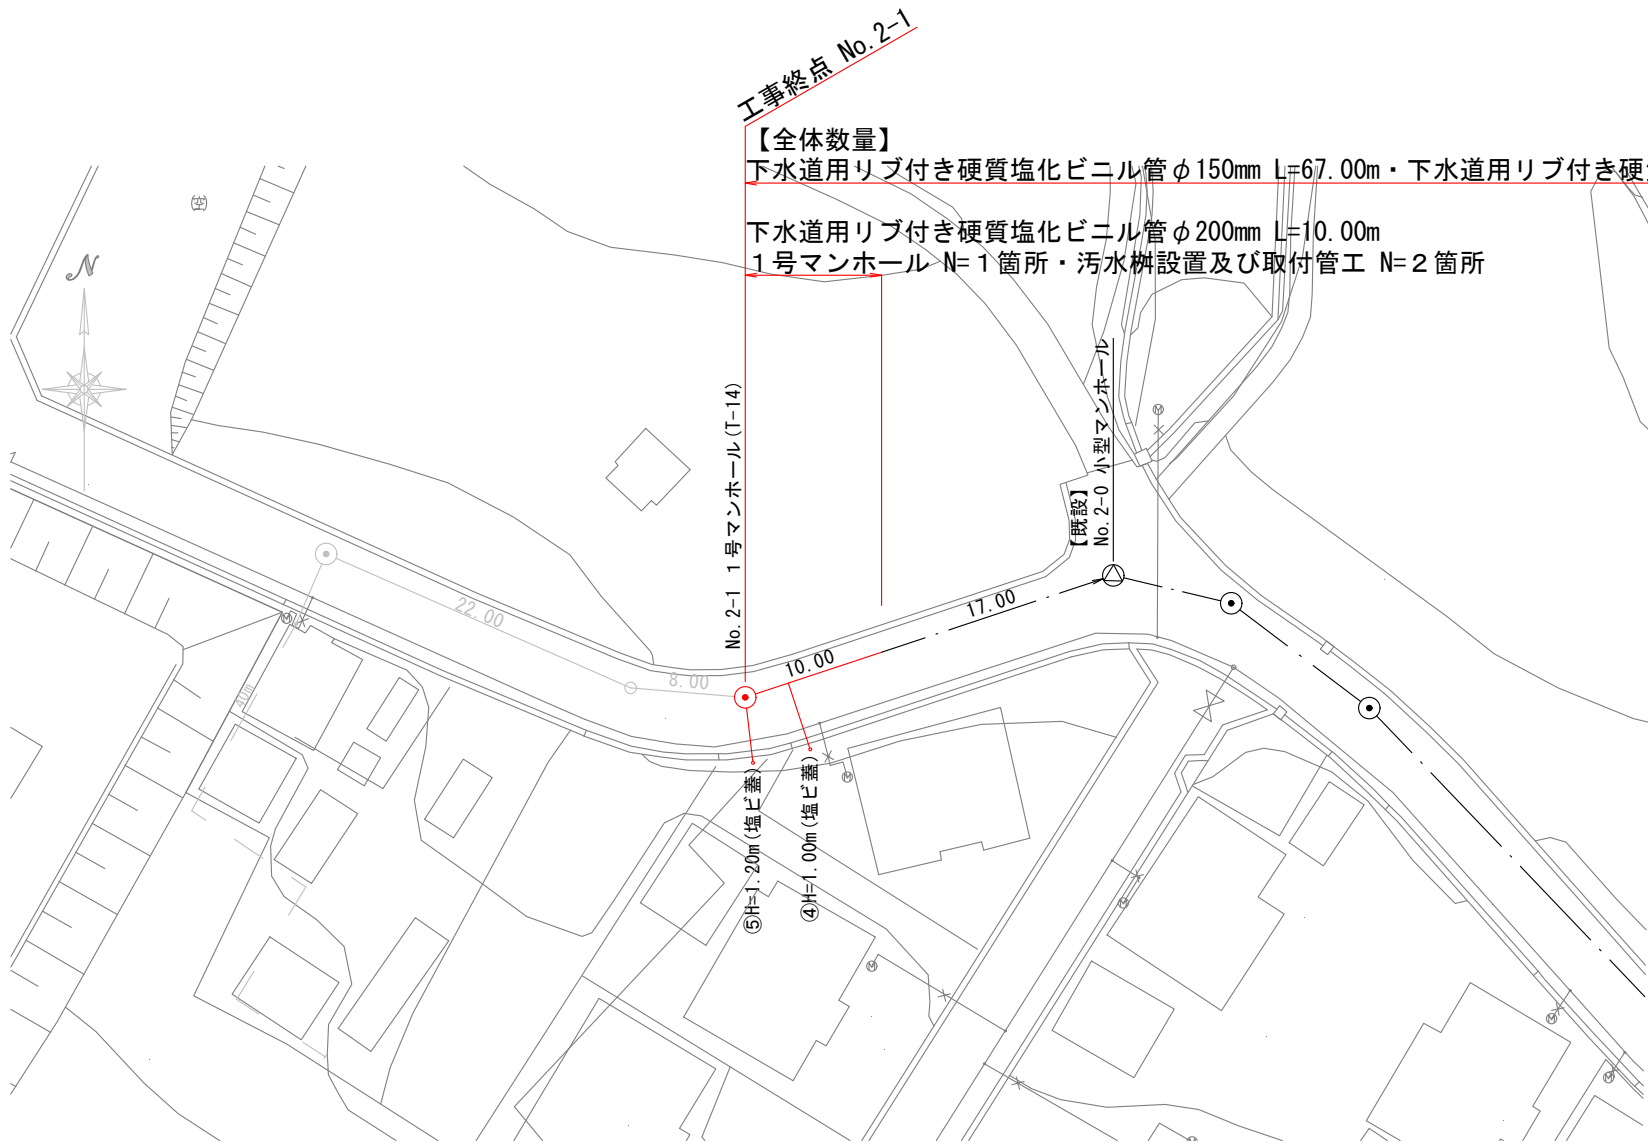 工事終点 No.2-1
【全体数量】
下水道用リブ付き硬質塩化ビニル管φ150mm L=67.00m・下水道用リブ付き硬
下水道用リブ付き硬質塩化ビニル管φ200mm L=10.00m
1号マンホール N=1箇所・汚水桝設置及び取付管工 N=2箇所
(空)
N
No.2-1 1号マンホール(T-14)
【既設】
No.2-0 小型マンホール
22.00
8.00
10.00
17.00
40m
⑤H=1.20m(塩ビ蓋)
④H=1.00m(塩ビ蓋)
Ⓜ
Ⓜ
Ⓜ
Ⓜ
Ⓜ
Ⓜ
Ⓜ
Ⓜ